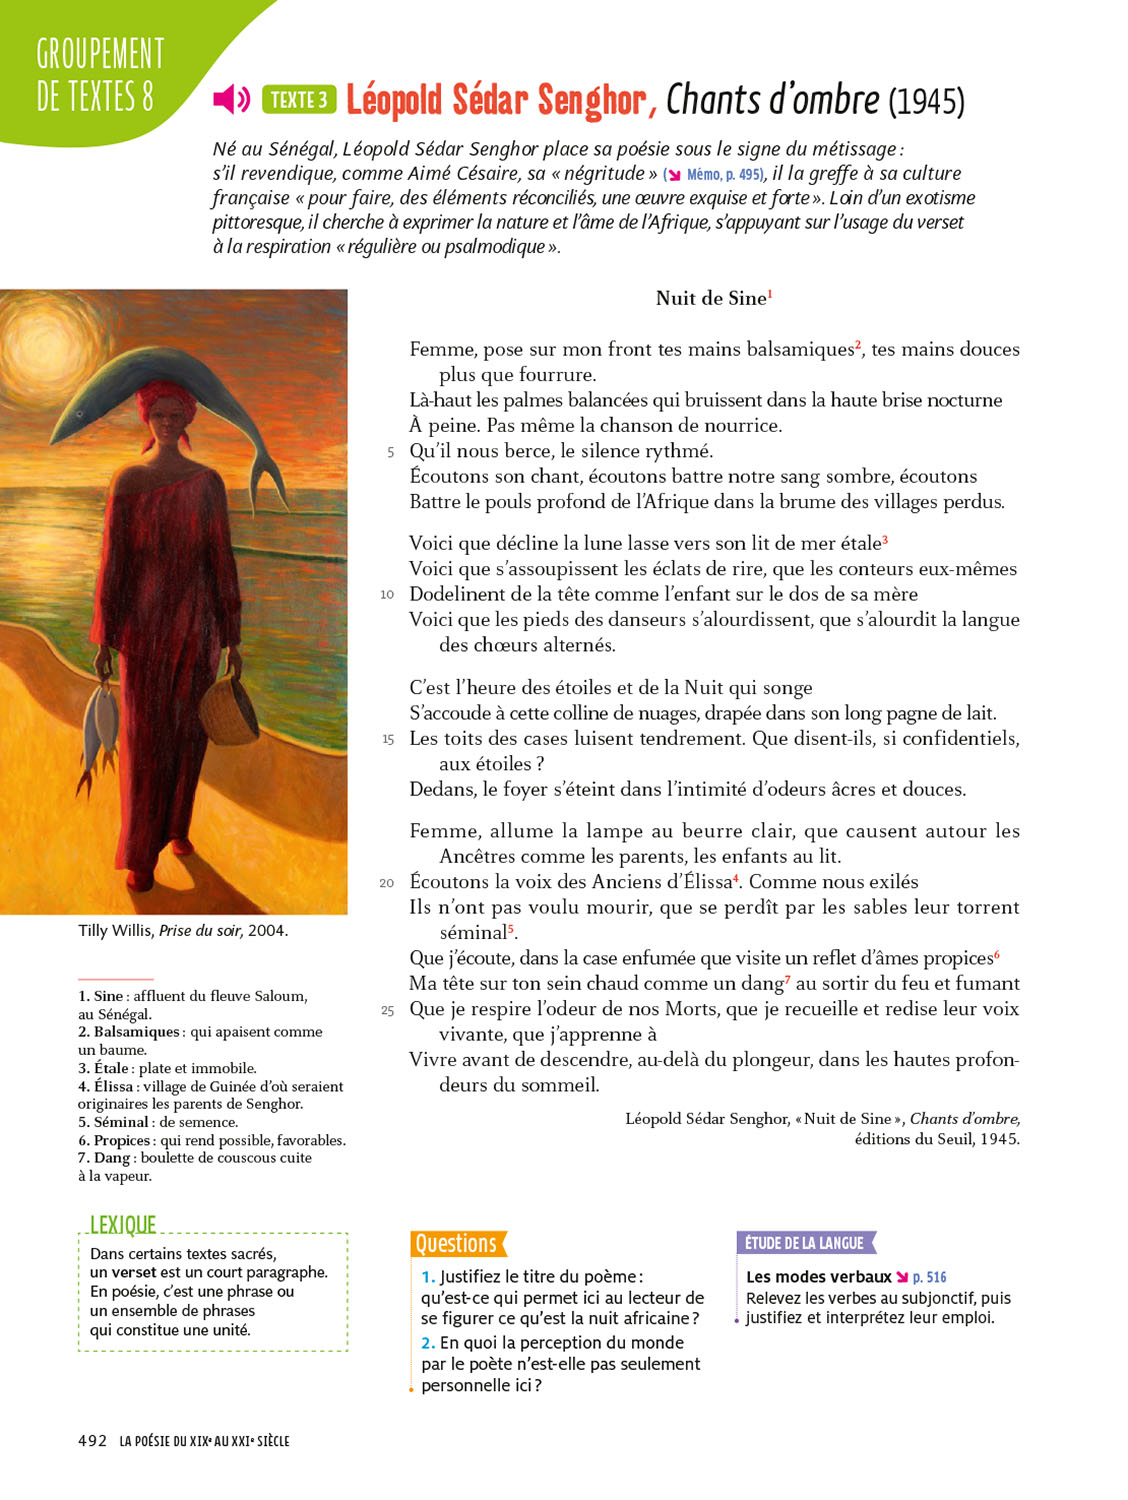 GROUPEMENT
DE TEXTES 8
TEXTE 3 Léopold Sédar Senghor, Chants d’ombre (1945)
Né au Sénégal, Léopold Sédar Senghor place sa poésie sous le signe du métissage :
s’il revendique, comme Aimé Césaire, sa « négritude » (➘ Mémo, p. 495), il la greffe à sa culture
française « pour faire, des éléments réconciliés, une œuvre exquise et forte ». Loin d’un exotisme
pittoresque, il cherche à exprimer la nature et l’âme de l’Afrique, s’appuyant sur l’usage du verset
à la respiration « régulière ou psalmodique ».
Nuit de Sine1
Femme, pose sur mon front tes mains balsamiques2, tes mains douces
plus que fourrure.
Là-haut les palmes balancées qui bruissent dans la haute brise nocturne
À peine. Pas même la chanson de nourrice.
5 Qu’il nous berce, le silence rythmé.
Écoutons son chant, écoutons battre notre sang sombre, écoutons
Battre le pouls profond de l’Afrique dans la brume des villages perdus.
Voici que décline la lune lasse vers son lit de mer étale3
Voici que s’assoupissent les éclats de rire, que les conteurs eux-mêmes
10 Dodelinent de la tête comme l’enfant sur le dos de sa mère
Voici que les pieds des danseurs s’alourdissent, que s’alourdit la langue
des chœurs alternés.
C’est l’heure des étoiles et de la Nuit qui songe
S’accoude à cette colline de nuages, drapée dans son long pagne de lait.
15 Les toits des cases luisent tendrement. Que disent-ils, si confidentiels,
aux étoiles ?
Dedans, le foyer s’éteint dans l’intimité d’odeurs âcres et douces.
Femme, allume la lampe au beurre clair, que causent autour les
Ancêtres comme les parents, les enfants au lit.
20 Écoutons la voix des Anciens d’Élissa4. Comme nous exilés
Ils n’ont pas voulu mourir, que se perdît par les sables leur torrent
séminal5.
Que j’écoute, dans la case enfumée que visite un reflet d’âmes propices6
Ma tête sur ton sein chaud comme un dang7 au sortir du feu et fumant
25 Que je respire l’odeur de nos Morts, que je recueille et redise leur voix
vivante, que j’apprenne à
Vivre avant de descendre, au-delà du plongeur, dans les hautes profon-
deurs du sommeil.
Léopold Sédar Senghor, « Nuit de Sine », Chants d’ombre,
éditions du Seuil, 1945.
Tilly Willis, Prise du soir, 2004.
1. Sine : affluent du fleuve Saloum,
au Sénégal.
2. Balsamiques : qui apaisent comme
un baume.
3. Étale : plate et immobile.
4. Élissa : village de Guinée d’où seraient
originaires les parents de Senghor.
5. Séminal : de semence.
6. Propices : qui rend possible, favorables.
7. Dang : boulette de couscous cuite
à la vapeur.
LEXIQUE
Dans certains textes sacrés,
un verset est un court paragraphe.
En poésie, c’est une phrase ou
un ensemble de phrases
qui constitue une unité.
Questions
1. Justifiez le titre du poème :
qu’est-ce qui permet ici au lecteur de
se figurer ce qu’est la nuit africaine ?
2. En quoi la perception du monde
par le poète n’est-elle pas seulement
personnelle ici ?
ÉTUDE DE LA LANGUE
Les modes verbaux ➘ p. 516
Relevez les verbes au subjonctif, puis
justifiez et interprétez leur emploi.
492 LA POÉSIE DU XIXe AU XXIe SIÈCLE